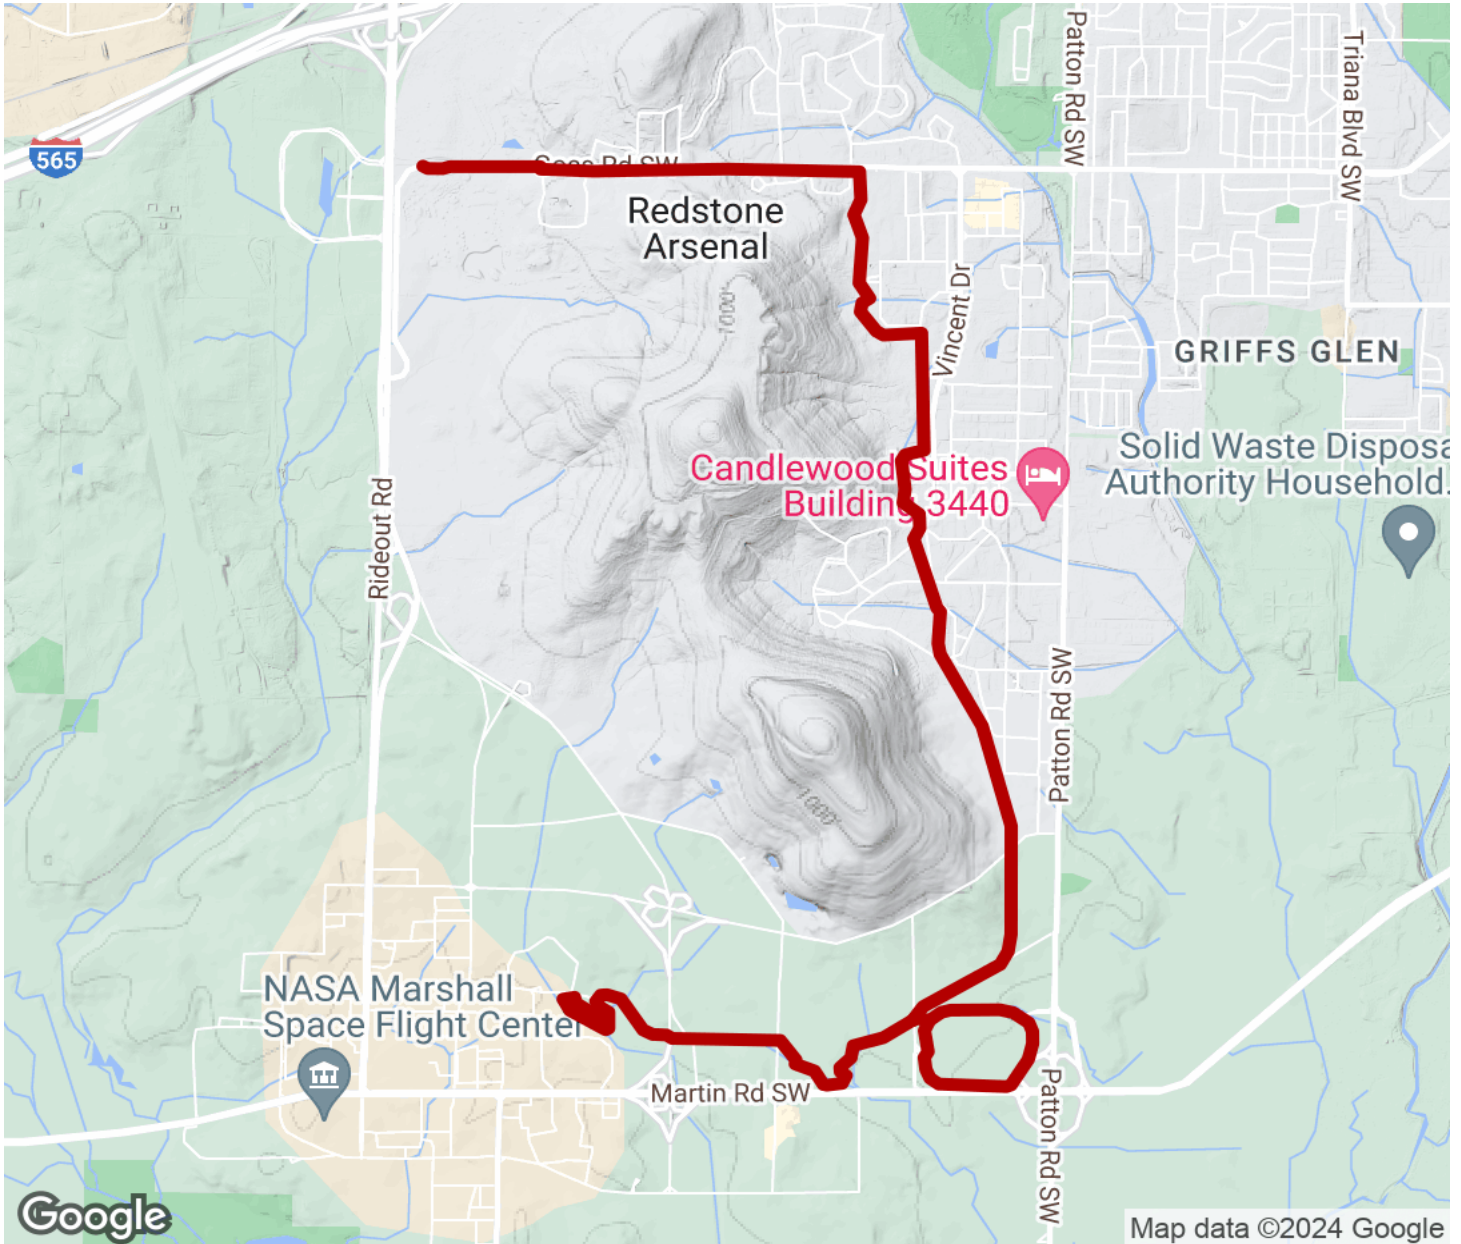 Patton Rd SW
Triana Blvd SW
565
Rd SW
Redstone
Arsenal
1000
Vincent Dr
GRIFFS GLEN
Solid Waste Disposa
Authority Household.
Candlewood Suites
Building 3440
Rideout Rd
Patton Rd SW
1000
NASA Marshall
Space Flight Center
Martin Rd SW
Patton Rd SW
Google
Map data ©2024 Google